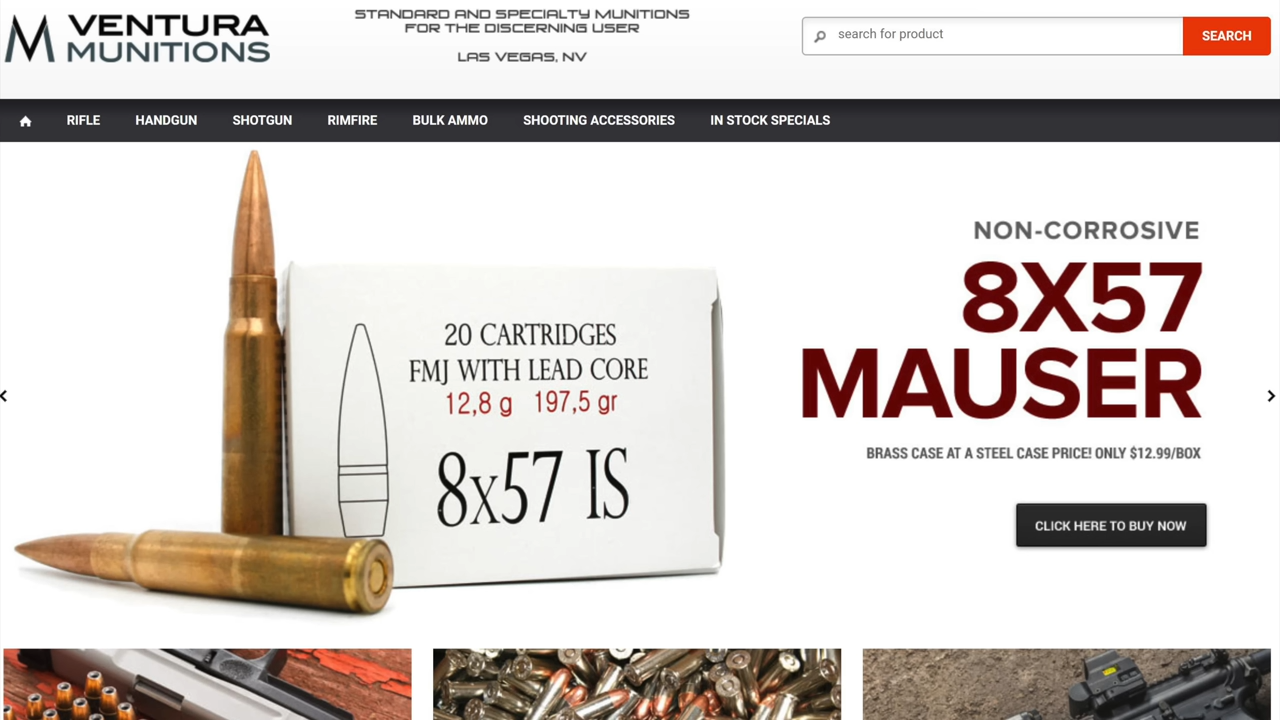 VENTURA
MUNITIONS
STANDARD AND SPECIALTY MUNITIONS
FOR THE DISCERNING USER
LAS VEGAS, NV
search for product
SEARCH
RIFLE HANDGUN SHOTGUN RIMFIRE BULK AMMO SHOOTING ACCESSORIES IN STOCK SPECIALS
20 CARTRIDGES
FMJ WITH LEAD CORE
12,8 g 197,5 gr
8x57 IS
NON-CORROSIVE
8X57
MAUSER
BRASS CASE AT A STEEL CASE PRICE! ONLY $12.99/BOX
CLICK HERE TO BUY NOW